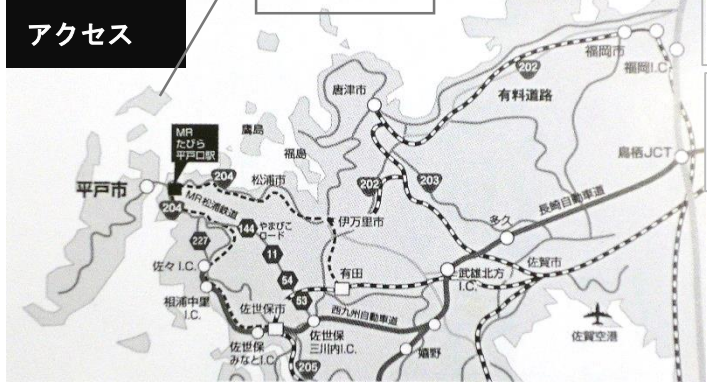 アクセス
福岡市
福岡I.C
202
唐津市
有料道路
MR
たびら
平戸口駅
鷹島
福島
鳥栖JCT
平戸市
204
松浦市
202
203
204
MR松浦鉄道
144
やまびこ
ロード
伊万里市
多久
長崎自動車道
227
11
佐々I.C.
54
有田
武雄北方
I.C.
佐賀市
相浦中里
I.C.
53
佐世保市
西九州自動車道
佐世保
みなとI.C.
佐世保
三川内I.C.
嬉野
佐賀空港
205